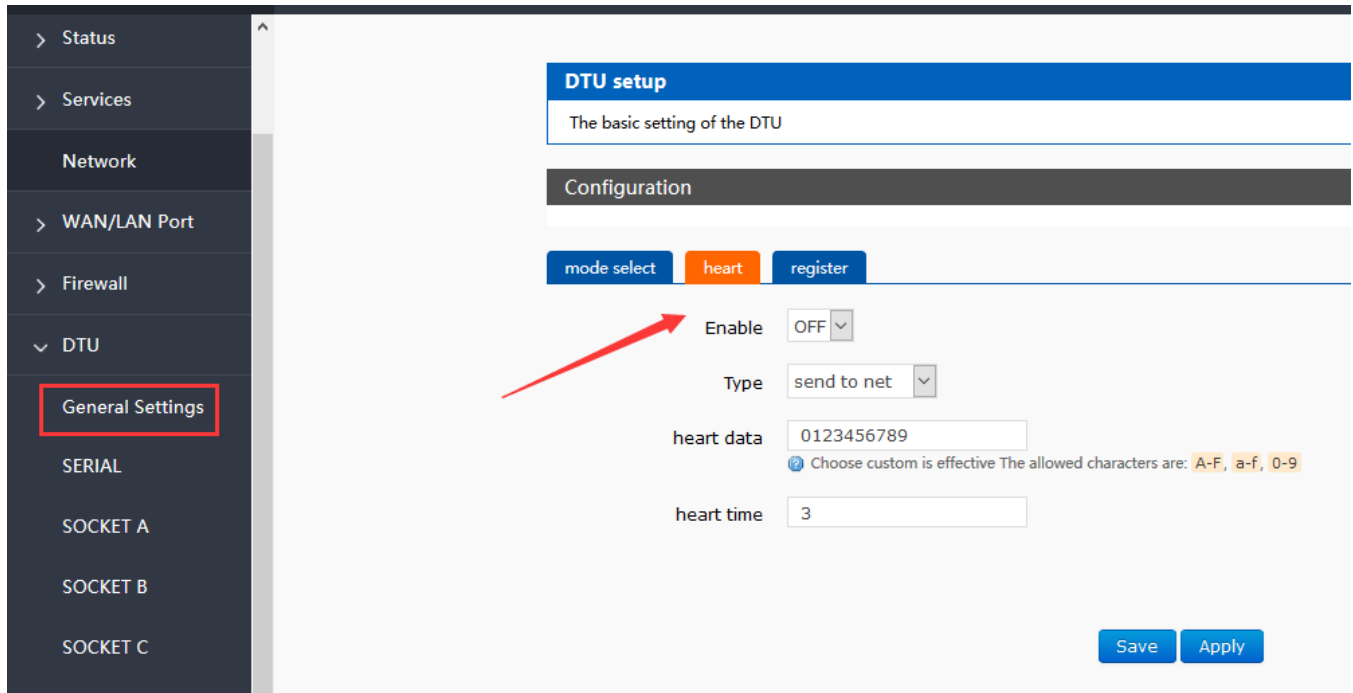 Status
Services
Network
WAN/LAN Port
Firewall
DTU
General Settings
SERIAL
SOCKET A
SOCKET B
SOCKET C
DTU setup
The basic setting of the DTU
Configuration
mode select heart register
Enable OFF
Type send to net
heart data 0123456789
Choose custom is effective The allowed characters are: A-F, a-f, 0-9
heart time 3
Save Apply